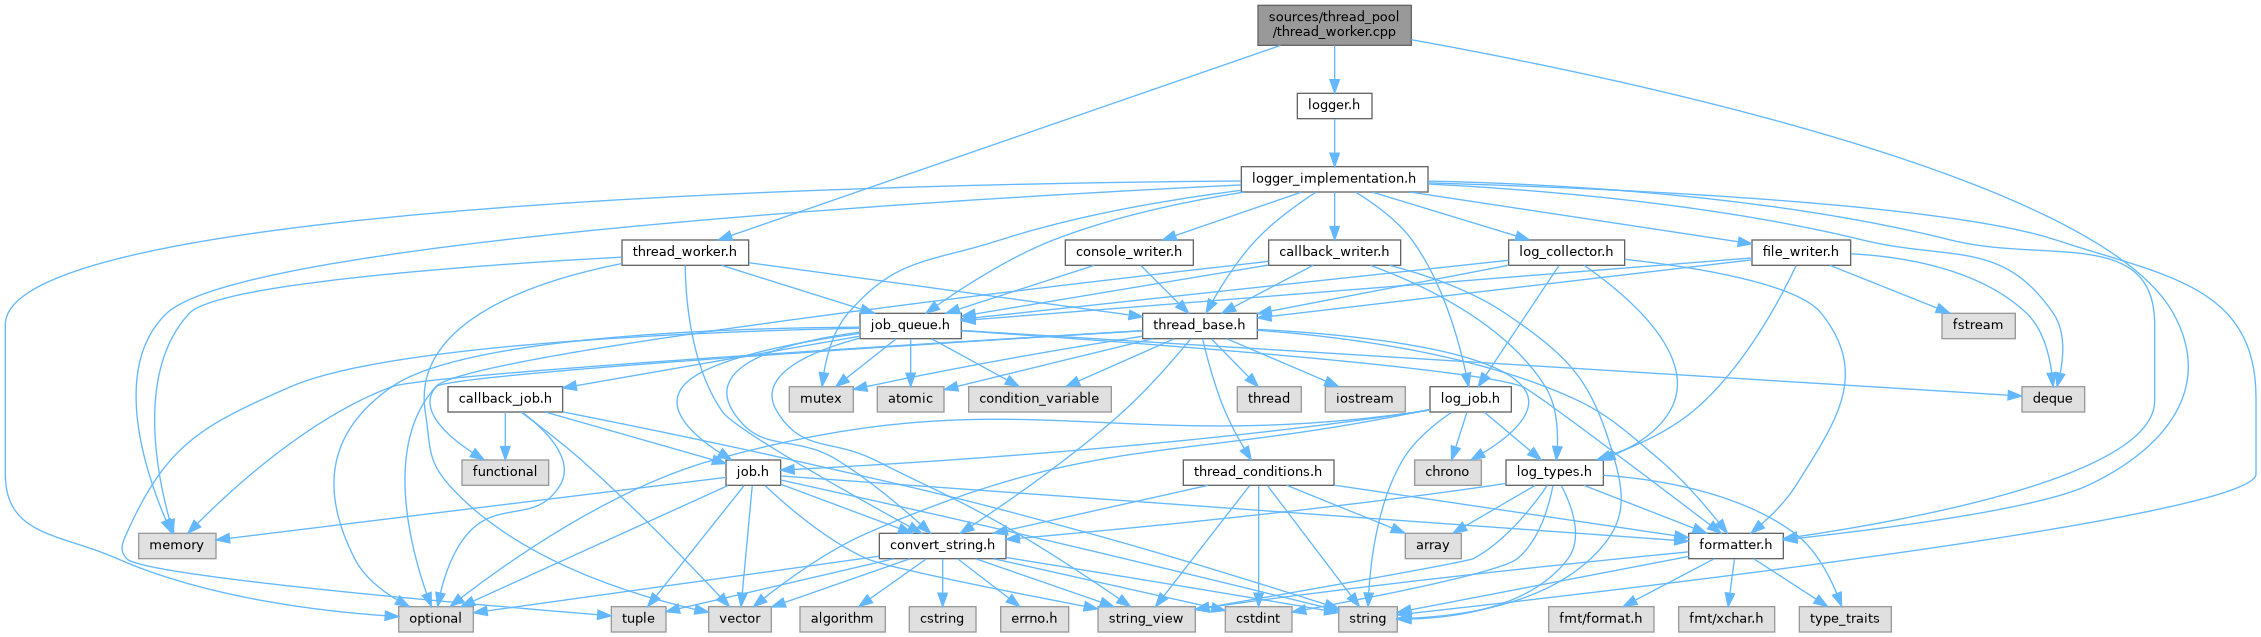 sources/thread_pool
/thread_worker.cpp
logger.h
logger_implementation.h
thread_worker.h
console_writer.h
callback_writer.h
log_collector.h
file_writer.h
job_queue.h
thread_base.h
fstream
callback_job.h
mutex
atomic
condition_variable
thread
iostream
log_job.h
deque
functional
job.h
thread_conditions.h
chrono
log_types.h
memory
convert_string.h
array
formatter.h
optional
tuple
vector
algorithm
cstring
errno.h
string_view
cstdint
string
fmt/format.h
fmt/xchar.h
type_traits